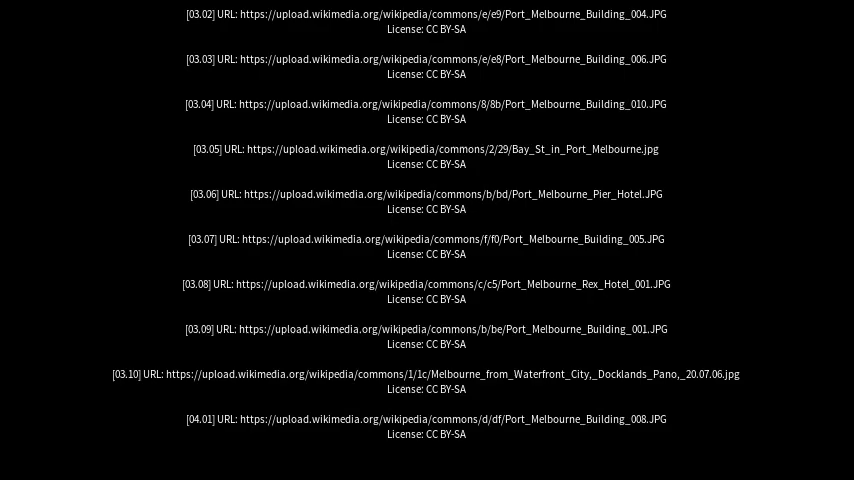 [03.02] URL: https://upload.wikimedia.org/wikipedia/commons/e/e9/Port_Melbourne_Building_004.JPG
License: CC BY-SA
[03.03] URL: https://upload.wikimedia.org/wikipedia/commons/e/e8/Port_Melbourne_Building_006.JPG
License: CC BY-SA
[03.04] URL: https://upload.wikimedia.org/wikipedia/commons/8/8b/Port_Melbourne_Building_010.JPG
License: CC BY-SA
[03.05] URL: https://upload.wikimedia.org/wikipedia/commons/2/29/Bay_St_in_Port_Melbourne.jpg
License: CC BY-SA
[03.06] URL: https://upload.wikimedia.org/wikipedia/commons/b/bd/Port_Melbourne_Pier_Hotel.JPG
License: CC BY-SA
[03.07] URL: https://upload.wikimedia.org/wikipedia/commons/f/f0/Port_Melbourne_Building_005.JPG
License: CC BY-SA
[03.08] URL: https://upload.wikimedia.org/wikipedia/commons/c/c5/Port_Melbourne_Rex_Hotel_001.JPG
License: CC BY-SA
[03.09] URL: https://upload.wikimedia.org/wikipedia/commons/b/be/Port_Melbourne_Building_001.JPG
License: CC BY-SA
[03.10] URL: https://upload.wikimedia.org/wikipedia/commons/1/1c/Melbourne_from_Waterfront_City,_Docklands_Pano,_20.07.06.jpg
License: CC BY-SA
[04.01] URL: https://upload.wikimedia.org/wikipedia/commons/d/df/Port_Melbourne_Building_008.JPG
License: CC BY-SA